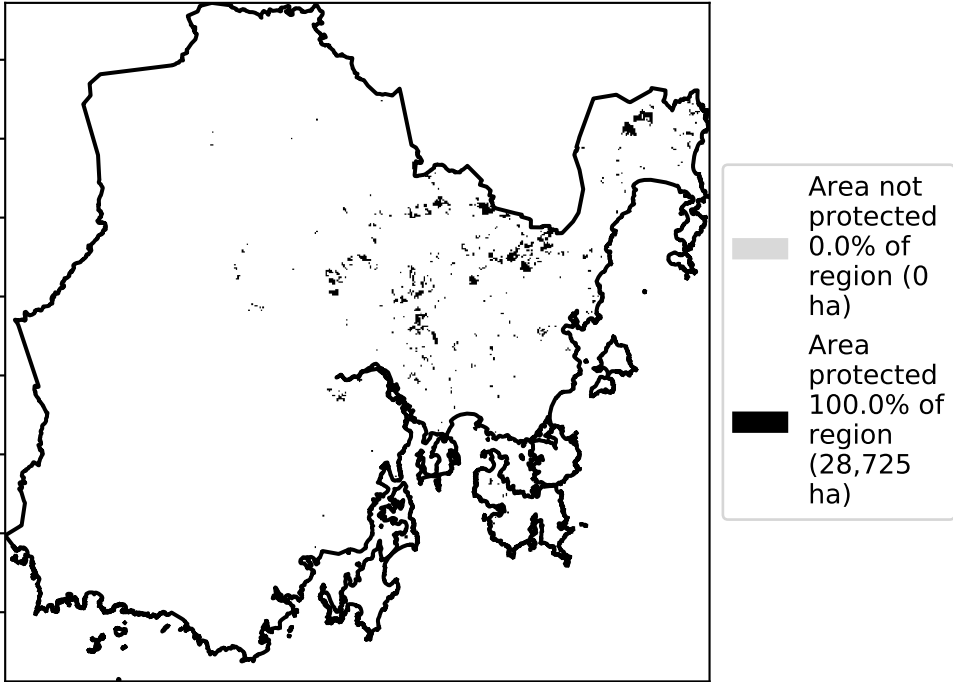 Area not
protected
0.0% of
region (0
ha)
Area
protected
100.0% of
region
(28,725
ha)